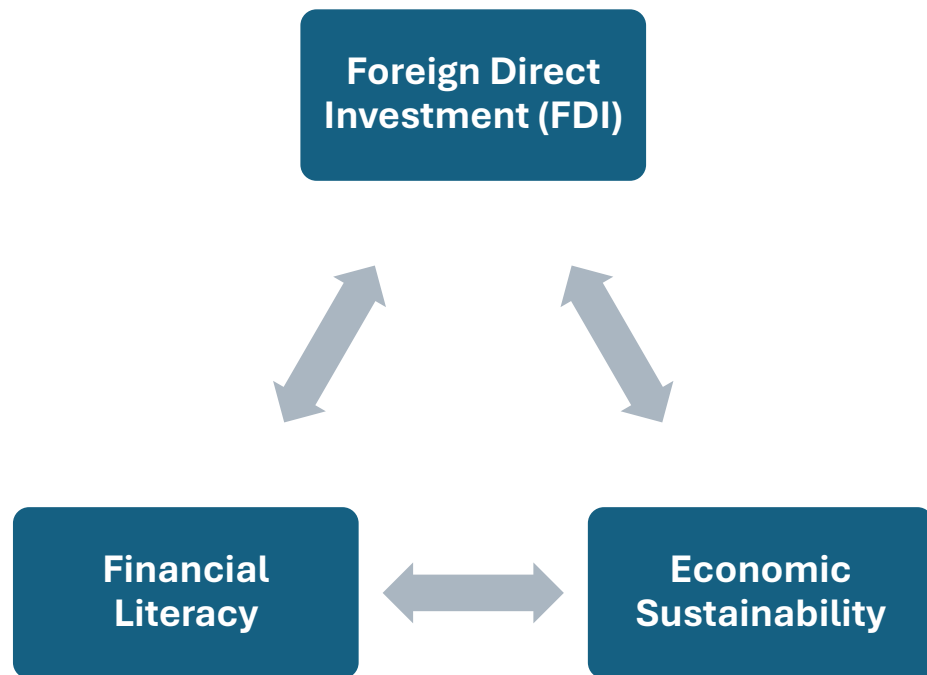 Foreign Direct
Investment (FDI)
Financial
Literacy
Economic
Sustainability